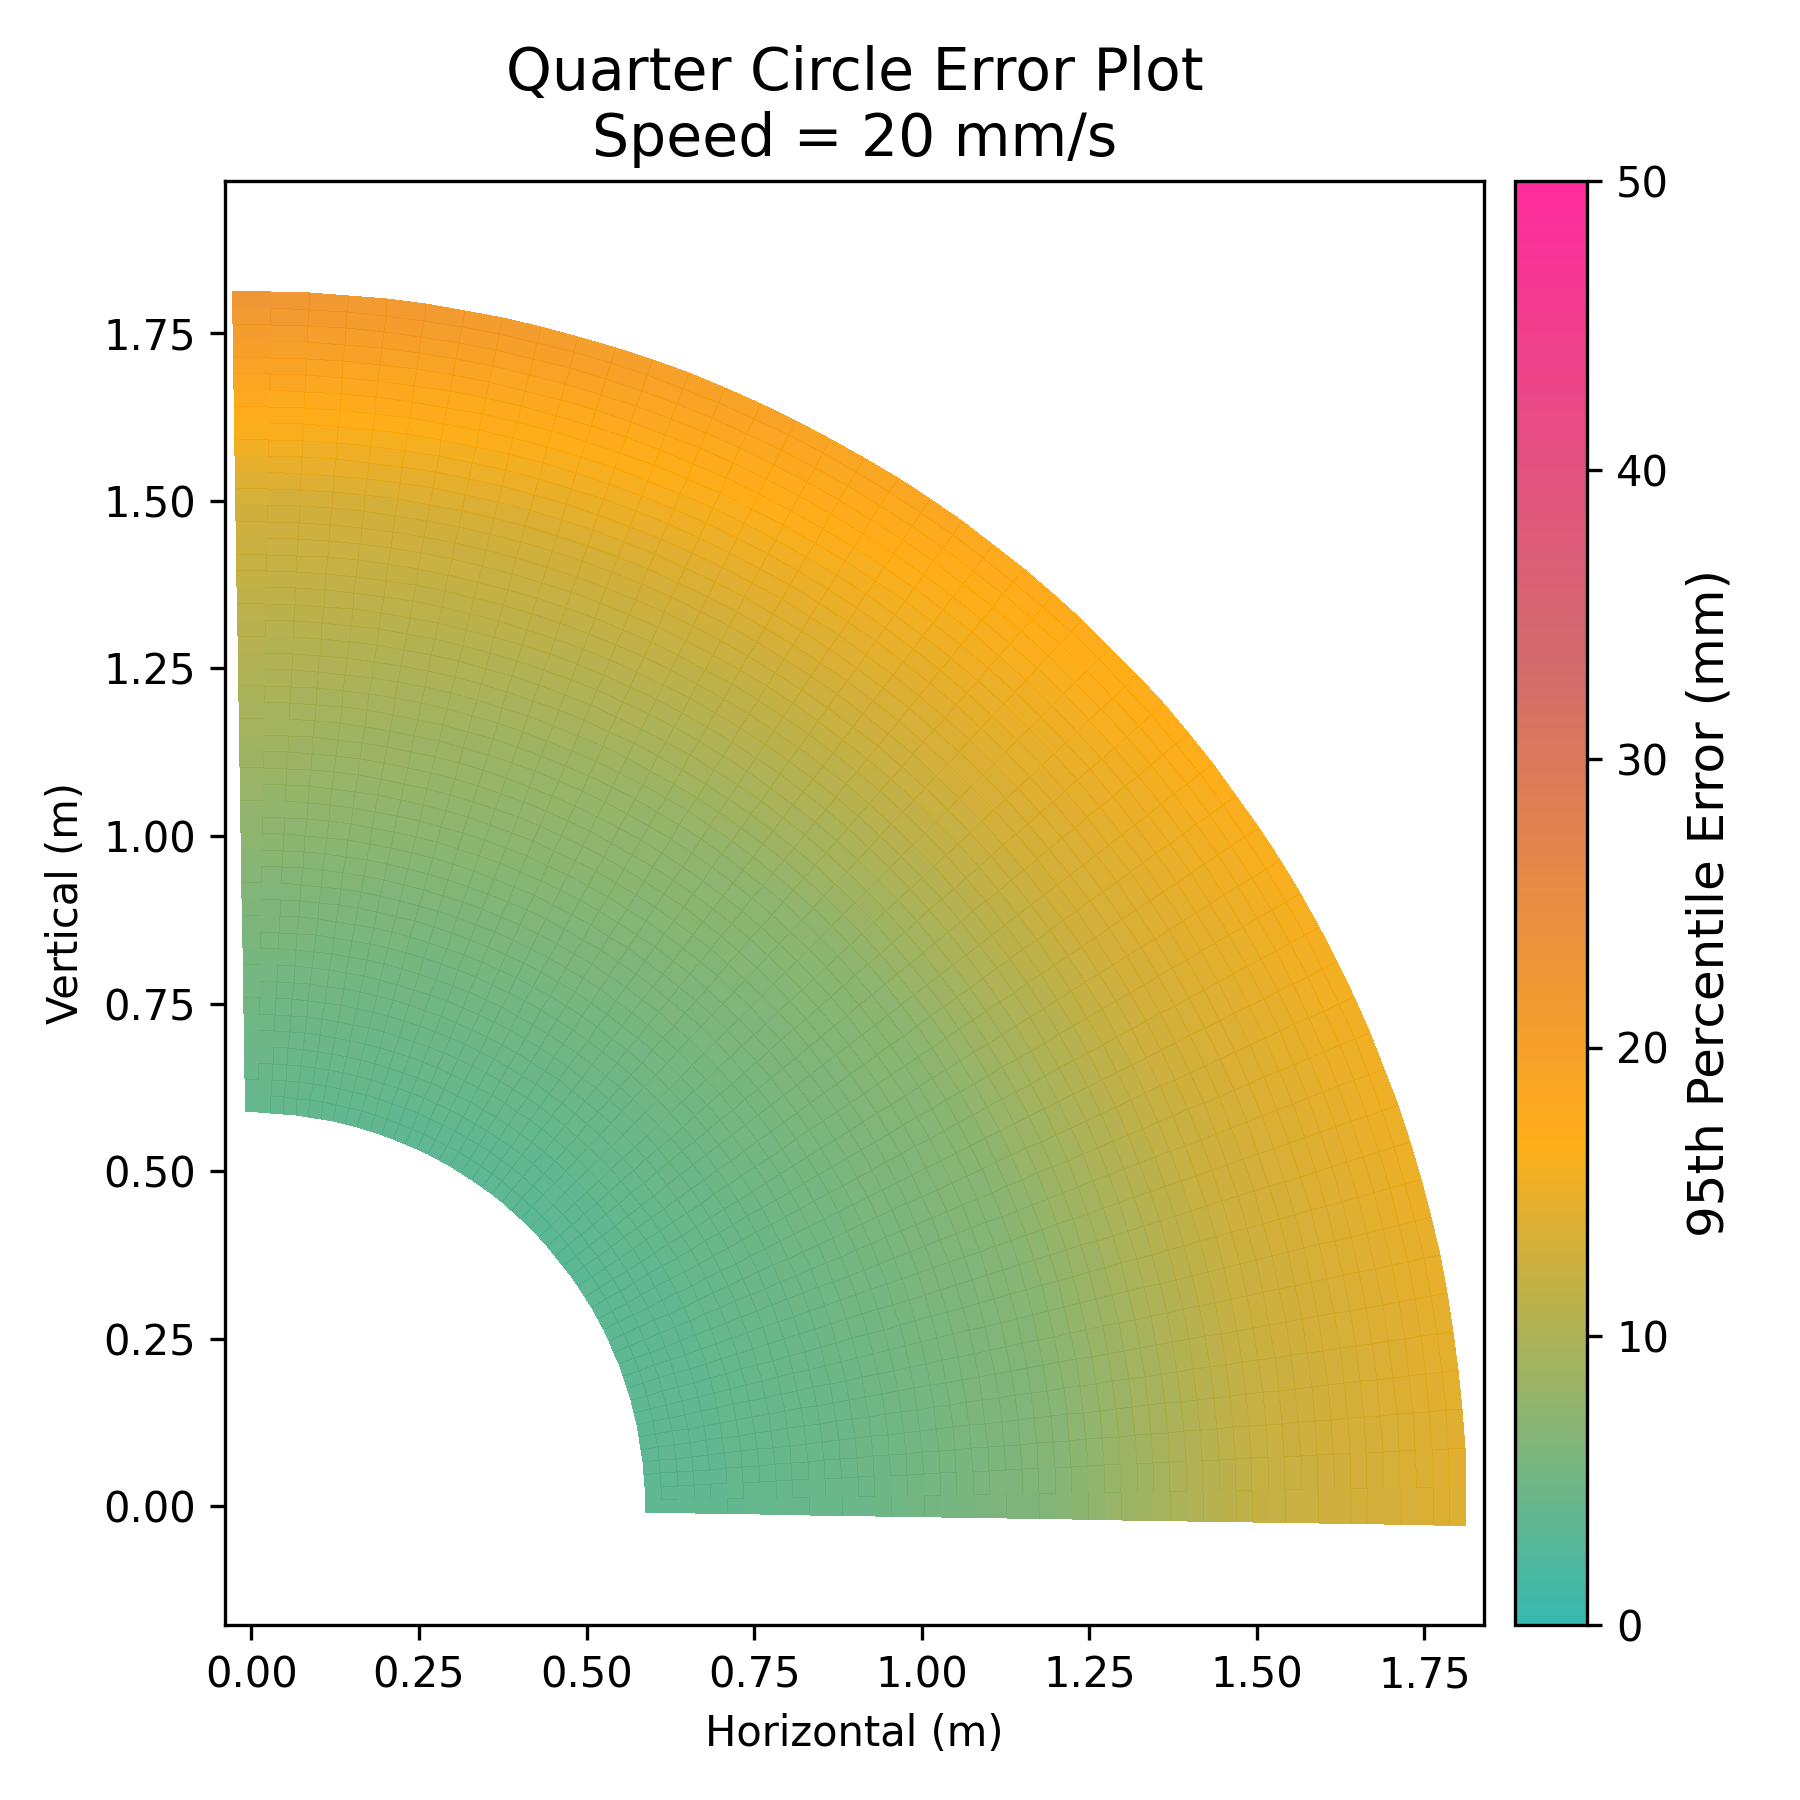 Quarter Circle Error Plot
Speed = 20 mm/s
1.75
1.50
1.25
1.00
0.75
0.50
0.25
0.00
Vertical (m)
0.00 0.25 0.50 0.75 1.00 1.25 1.50 1.75
Horizontal (m)
50
40
30
20
10
0
95th Percentile Error (mm)